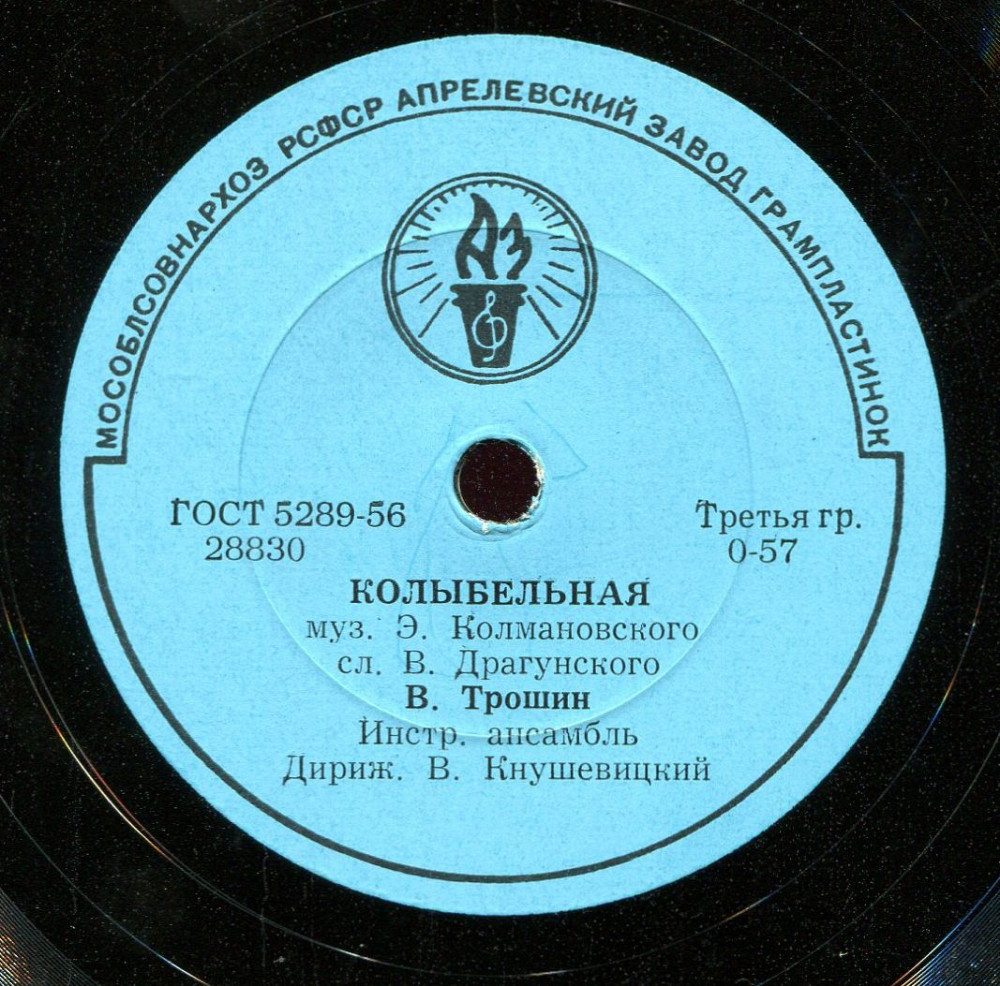 МОСОБЛСОВНАРХОЗ РСФСР АПРЕЛЕВСКИЙ ЗАВОД ГРАМПЛАСТИНОК
АЗ
ГОСТ 5289-56
28830
Третья гр.
0-57
КОЛЫБЕЛЬНАЯ
муз. Э. Колмановского
сл. В. Драгунского
В. Трошин
Инстр. ансамбль
Дириж. В. Кнушевицкий